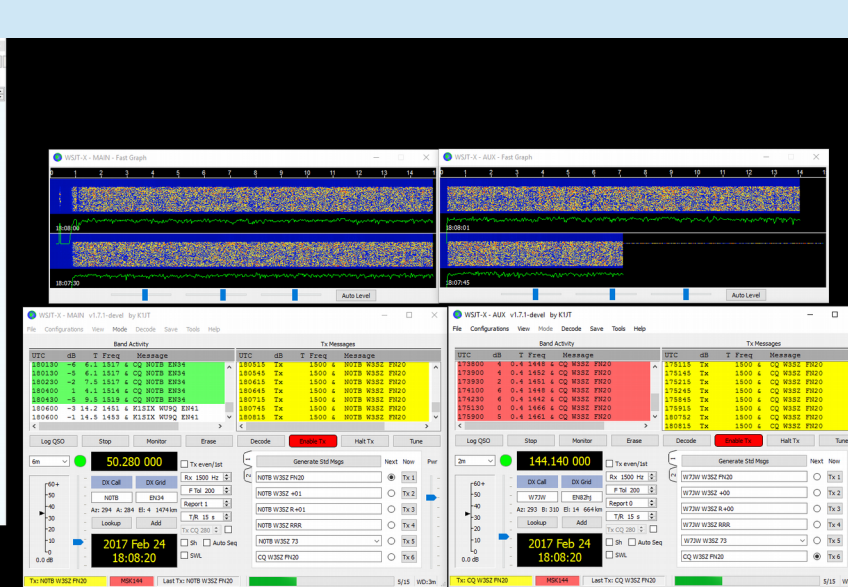 WSJT-X - MAIN - Fast Graph
0 1 2 3 4 5 6 7 8 9 10 11 12 13 14
18:07:30
Auto Level
WSJT-X - AUX - Fast Graph
0 1 2 3 4 5 6 7 8 9 10 11 12 13 14
18:08:01
18:07:45
Auto Level
WSJT-X - MAIN v1.7.1-devel by K1JT
File Configurations View Mode Decode Save Tools Help
Band Activity
Tx Messages
UTC dB T Freq Message
UTC dB T Freq Message
180130 -6 6.1 1517 & CQ N0TB EN34
180130 -5 6.1 1517 & CQ N0TB EN34
180230 -2 7.5 1517 & CQ N0TB EN34
180400 1 4.1 1514 & CQ N0TB EN34
180430 -5 9.5 1519 & CQ N0TB EN34
180600 -3 14.2 1451 & K1SIX WU9Q EN41
180600 -1 14.5 1453 & K1SIX WU9Q EN41
180515 Tx 1500 & N0TB W3SZ FN20
180545 Tx 1500 & N0TB W3SZ FN20
180615 Tx 1500 & N0TB W3SZ FN20
180645 Tx 1500 & N0TB W3SZ FN20
180715 Tx 1500 & N0TB W3SZ FN20
180745 Tx 1500 & N0TB W3SZ FN20
180815 Tx 1500 & N0TB W3SZ FN20
Log QSO Stop Monitor Erase Decode Enable Tx Halt Tx Tune
6m 50.280 000 Tx even/1st
DX Call DX Grid
N0TB EN34
Az: 294 A: 284 El: 4 1474 km
Lookup Add
2017 Feb 24
18:08:20
Rx 1500 Hz
F Tol 200
Report 1
T/R 15 s
Tx CQ 280
Sh Auto Seq
SWL
+60+
+50
+40
+30
+20
+10
+0
0.0 dB
Generate Std Msgs Next Now Pwr
N0TB W3SZ FN20 Tx 1
N0TB W3SZ +01 Tx 2
N0TB W3SZ R+01 Tx 3
N0TB W3SZ RRR Tx 4
N0TB W3SZ 73 Tx 5
CQ W3SZ FN20 Tx 6
Tx: N0TB W3SZ FN20 MSK144 Last Tx: N0TB W3SZ FN20 5/15 WD:3m
WSJT-X - AUX v1.7.1-devel by K1JT
File Configurations View Mode Decode Save Tools Help
Band Activity
Tx Messages
UTC dB T Freq Message
UTC dB T Freq Message
173800 4 0.4 1448 & CQ W3SZ FN20
173900 4 0.4 1452 & CQ W3SZ FN20
173930 2 0.4 1451 & CQ W3SZ FN20
174100 6 0.4 1448 & CQ W3SZ FN20
174230 6 0.4 1442 & CQ W3SZ FN20
175130 0 0.4 1466 & CQ W3SZ FN20
175900 5 0.4 1461 & CQ W3SZ FN20
175115 Tx 1500 & CQ W3SZ FN20
175145 Tx 1500 & CQ W3SZ FN20
175215 Tx 1500 & CQ W3SZ FN20
175245 Tx 1500 & CQ W3SZ FN20
175845 Tx 1500 & CQ W3SZ FN20
175915 Tx 1500 & CQ W3SZ FN20
180752 Tx 1500 & CQ W3SZ FN20
180815 Tx 1500 & CQ W3SZ FN20
Log QSO Stop Monitor Erase Decode Enable Tx Halt Tx Tune
2m 144.140 000 Tx even/1st
DX Call DX Grid
W7JW EN82hj
Az: 293 B: 310 El: 14 664 km
Lookup Add
2017 Feb 24
18:08:20
Rx 1500 Hz
F Tol 200
Report 0
T/R 15 s
Tx CQ 280
Sh Auto Seq
SWL
+60+
+50
+40
+30
+20
+10
+0
0.0 dB
Generate Std Msgs Next Now
W7JW W3SZ FN20 Tx 1
W7JW W3SZ +00 Tx 2
W7JW W3SZ R+00 Tx 3
W7JW W3SZ RRR Tx 4
W7JW W3SZ 73 Tx 5
CQ W3SZ FN20 Tx 6
Tx: CQ W3SZ FN20 MSK144 Last Tx: CQ W3SZ FN20 5/15